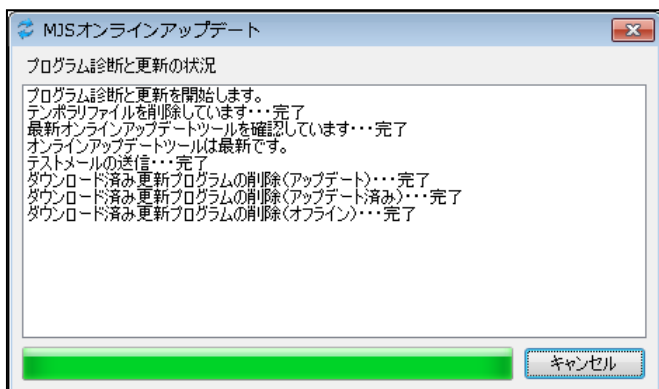 MJSオンラインアップデート
プログラム診断と更新の状況
プログラム診断と更新を開始します。
テンポラリファイルを削除しています・・・完了
最新オンラインアップデートツールを確認しています・・・完了
オンラインアップデートツールは最新です。
テストメールの送信・・・完了
ダウンロード済み更新プログラムの削除(アップデート)・・・完了
ダウンロード済み更新プログラムの削除(アップデート済み)・・・完了
ダウンロード済み更新プログラムの削除(オフライン)・・・完了
キャンセル